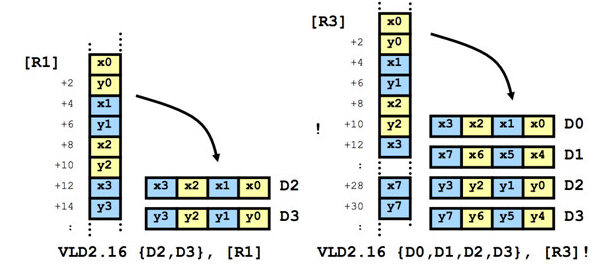 [R1]
x0
+2 y0
+4 x1
+6 y1
+8 x2
+10 y2
+12 x3
+14 y3
x3 x2 x1 x0 D2
y3 y2 y1 y0 D3
VLD2.16 {D2,D3}, [R1]
[R3]
x0
+2 y0
+4 x1
+6 y1
+8 x2
+10 y2
! +12 x3
:
+28 x7
+30 y7
:
x3 x2 x1 x0 D0
x7 x6 x5 x4 D1
y3 y2 y1 y0 D2
y7 y6 y5 y4 D3
VLD2.16 {D0,D1,D2,D3}, [R3]!